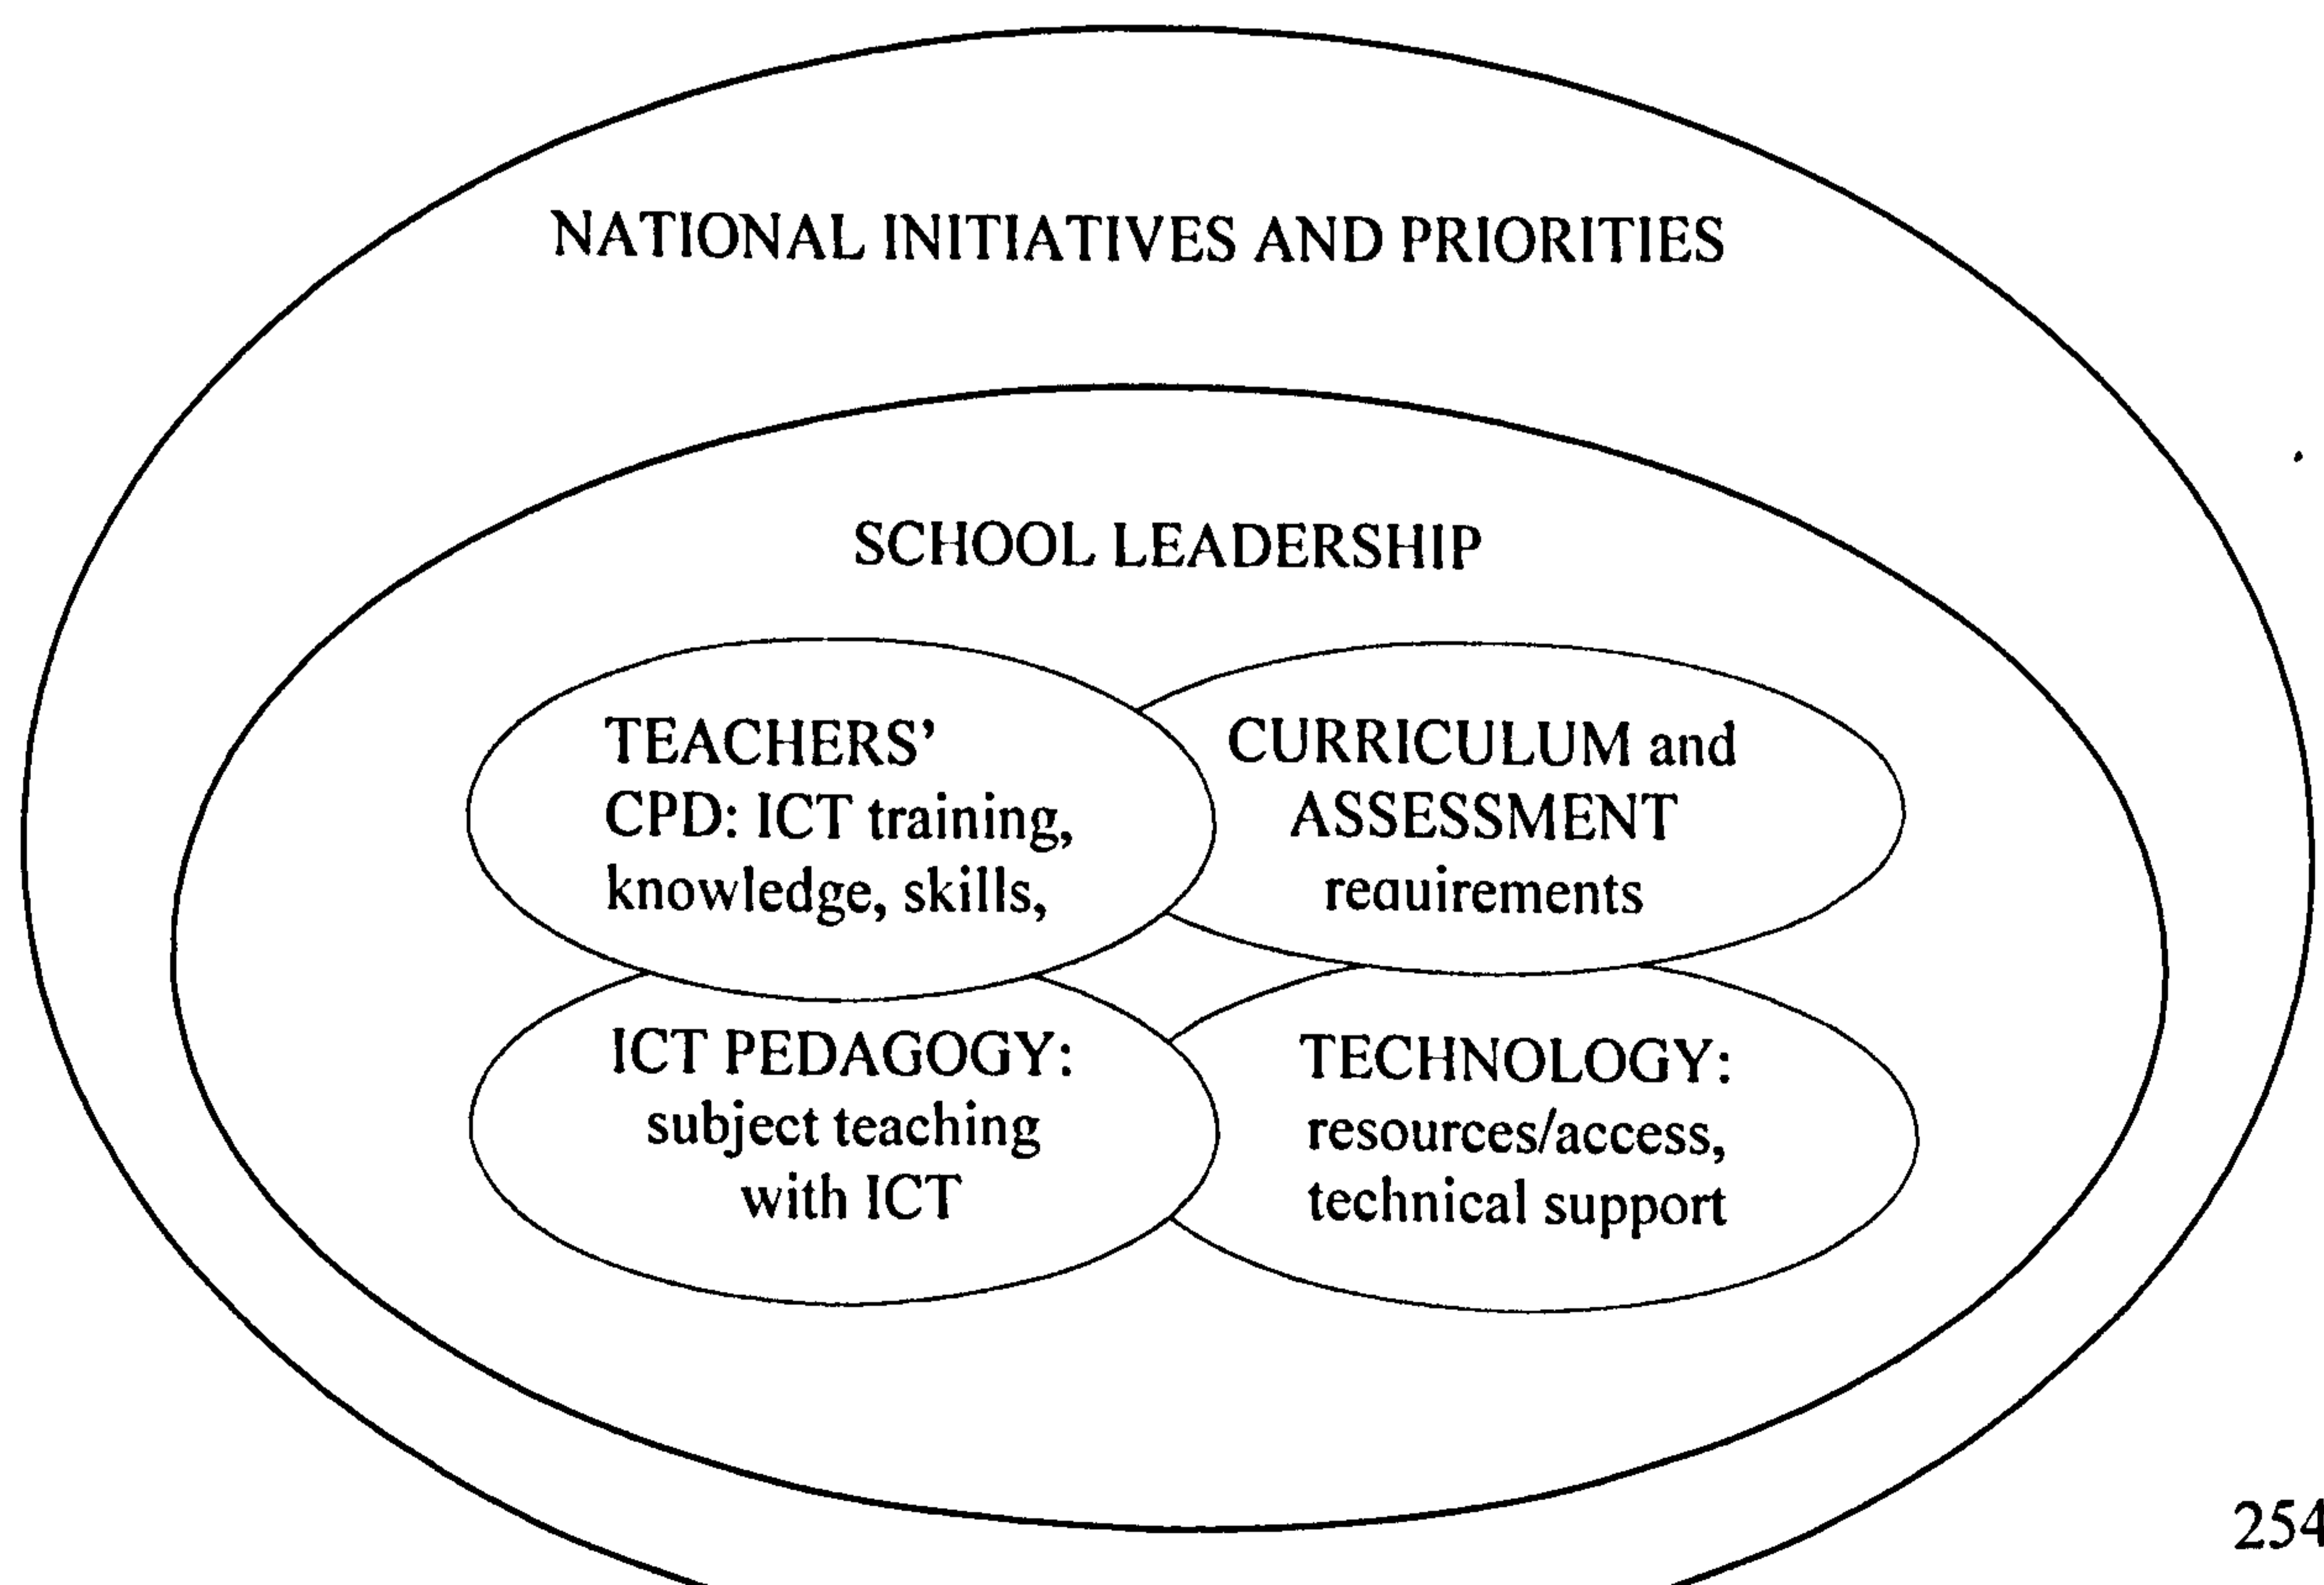 NATIONAL INITIATIVES AND PRIORITIES
SCHOOL LEADERSHIP
TEACHERS’
CPD: ICT training,
knowledge, skills,
CURRICULUM and
ASSESSMENT
requirements
ICT PEDAGOGY:
subject teaching
with ICT
TECHNOLOGY:
resources/access,
technical support
254